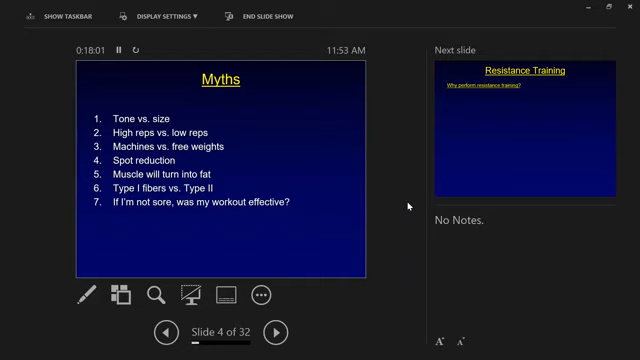 SHOW TASKBAR
DISPLAY SETTINGS ▼
END SLIDE SHOW
0:18:01
11:53 AM
Myths
1. Tone vs. size
2. High reps vs. low reps
3. Machines vs. free weights
4. Spot reduction
5. Muscle will turn into fat
6. Type I fibers vs. Type II
7. If I'm not sore, was my workout effective?
Slide 4 of 32
Next slide
Resistance Training
Why perform resistance training?
No Notes.
A
A